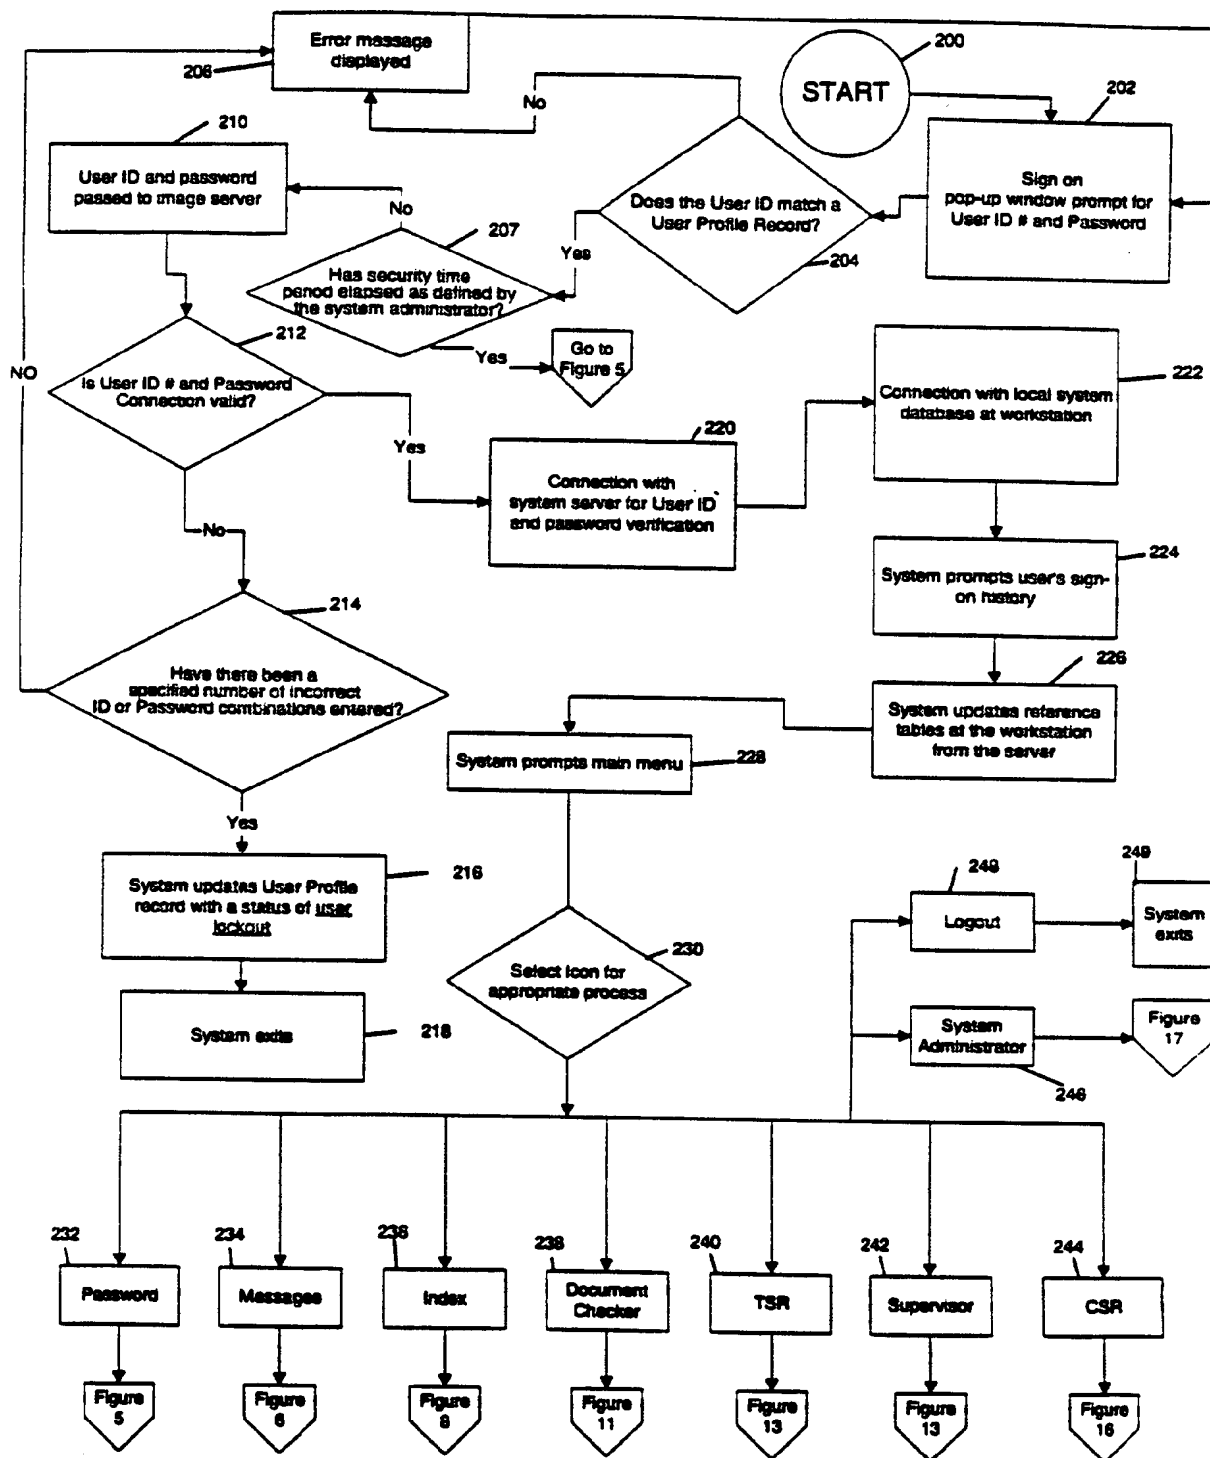 Error message
displayed
206
No
START
200
202
210
User ID and password
passed to image server
Sign on
pop-up window prompt for
User ID # and Password
Does the User ID match a
User Profile Record?
204
No
207
Yes
Has security time
period elapsed as defined by
the system administrator?
212
Yes
Go to
Figure 5
NO
Is User ID # and Password
Connection valid?
222
Connection with local system
database at workstation
Yes
220
Connection with
system server for User ID
and password verification
No
224
System prompts user's sign-
on history
214
Have there been a
specified number of incorrect
ID or Password combinations entered?
226
System updates reference
tables at the workstation
from the server
System prompts main menu
228
Yes
System updates User Profile
record with a status of user
lockout
216
248
249
Logout
System
exits
230
Select icon for
appropriate process
System exits
218
System
Administrator
246
Figure
17
232
Password
234
Messages
236
Index
238
Document
Checker
240
TSR
242
Supervisor
244
CSR
Figure
5
Figure
6
Figure
8
Figure
11
Figure
13
Figure
13
Figure
16